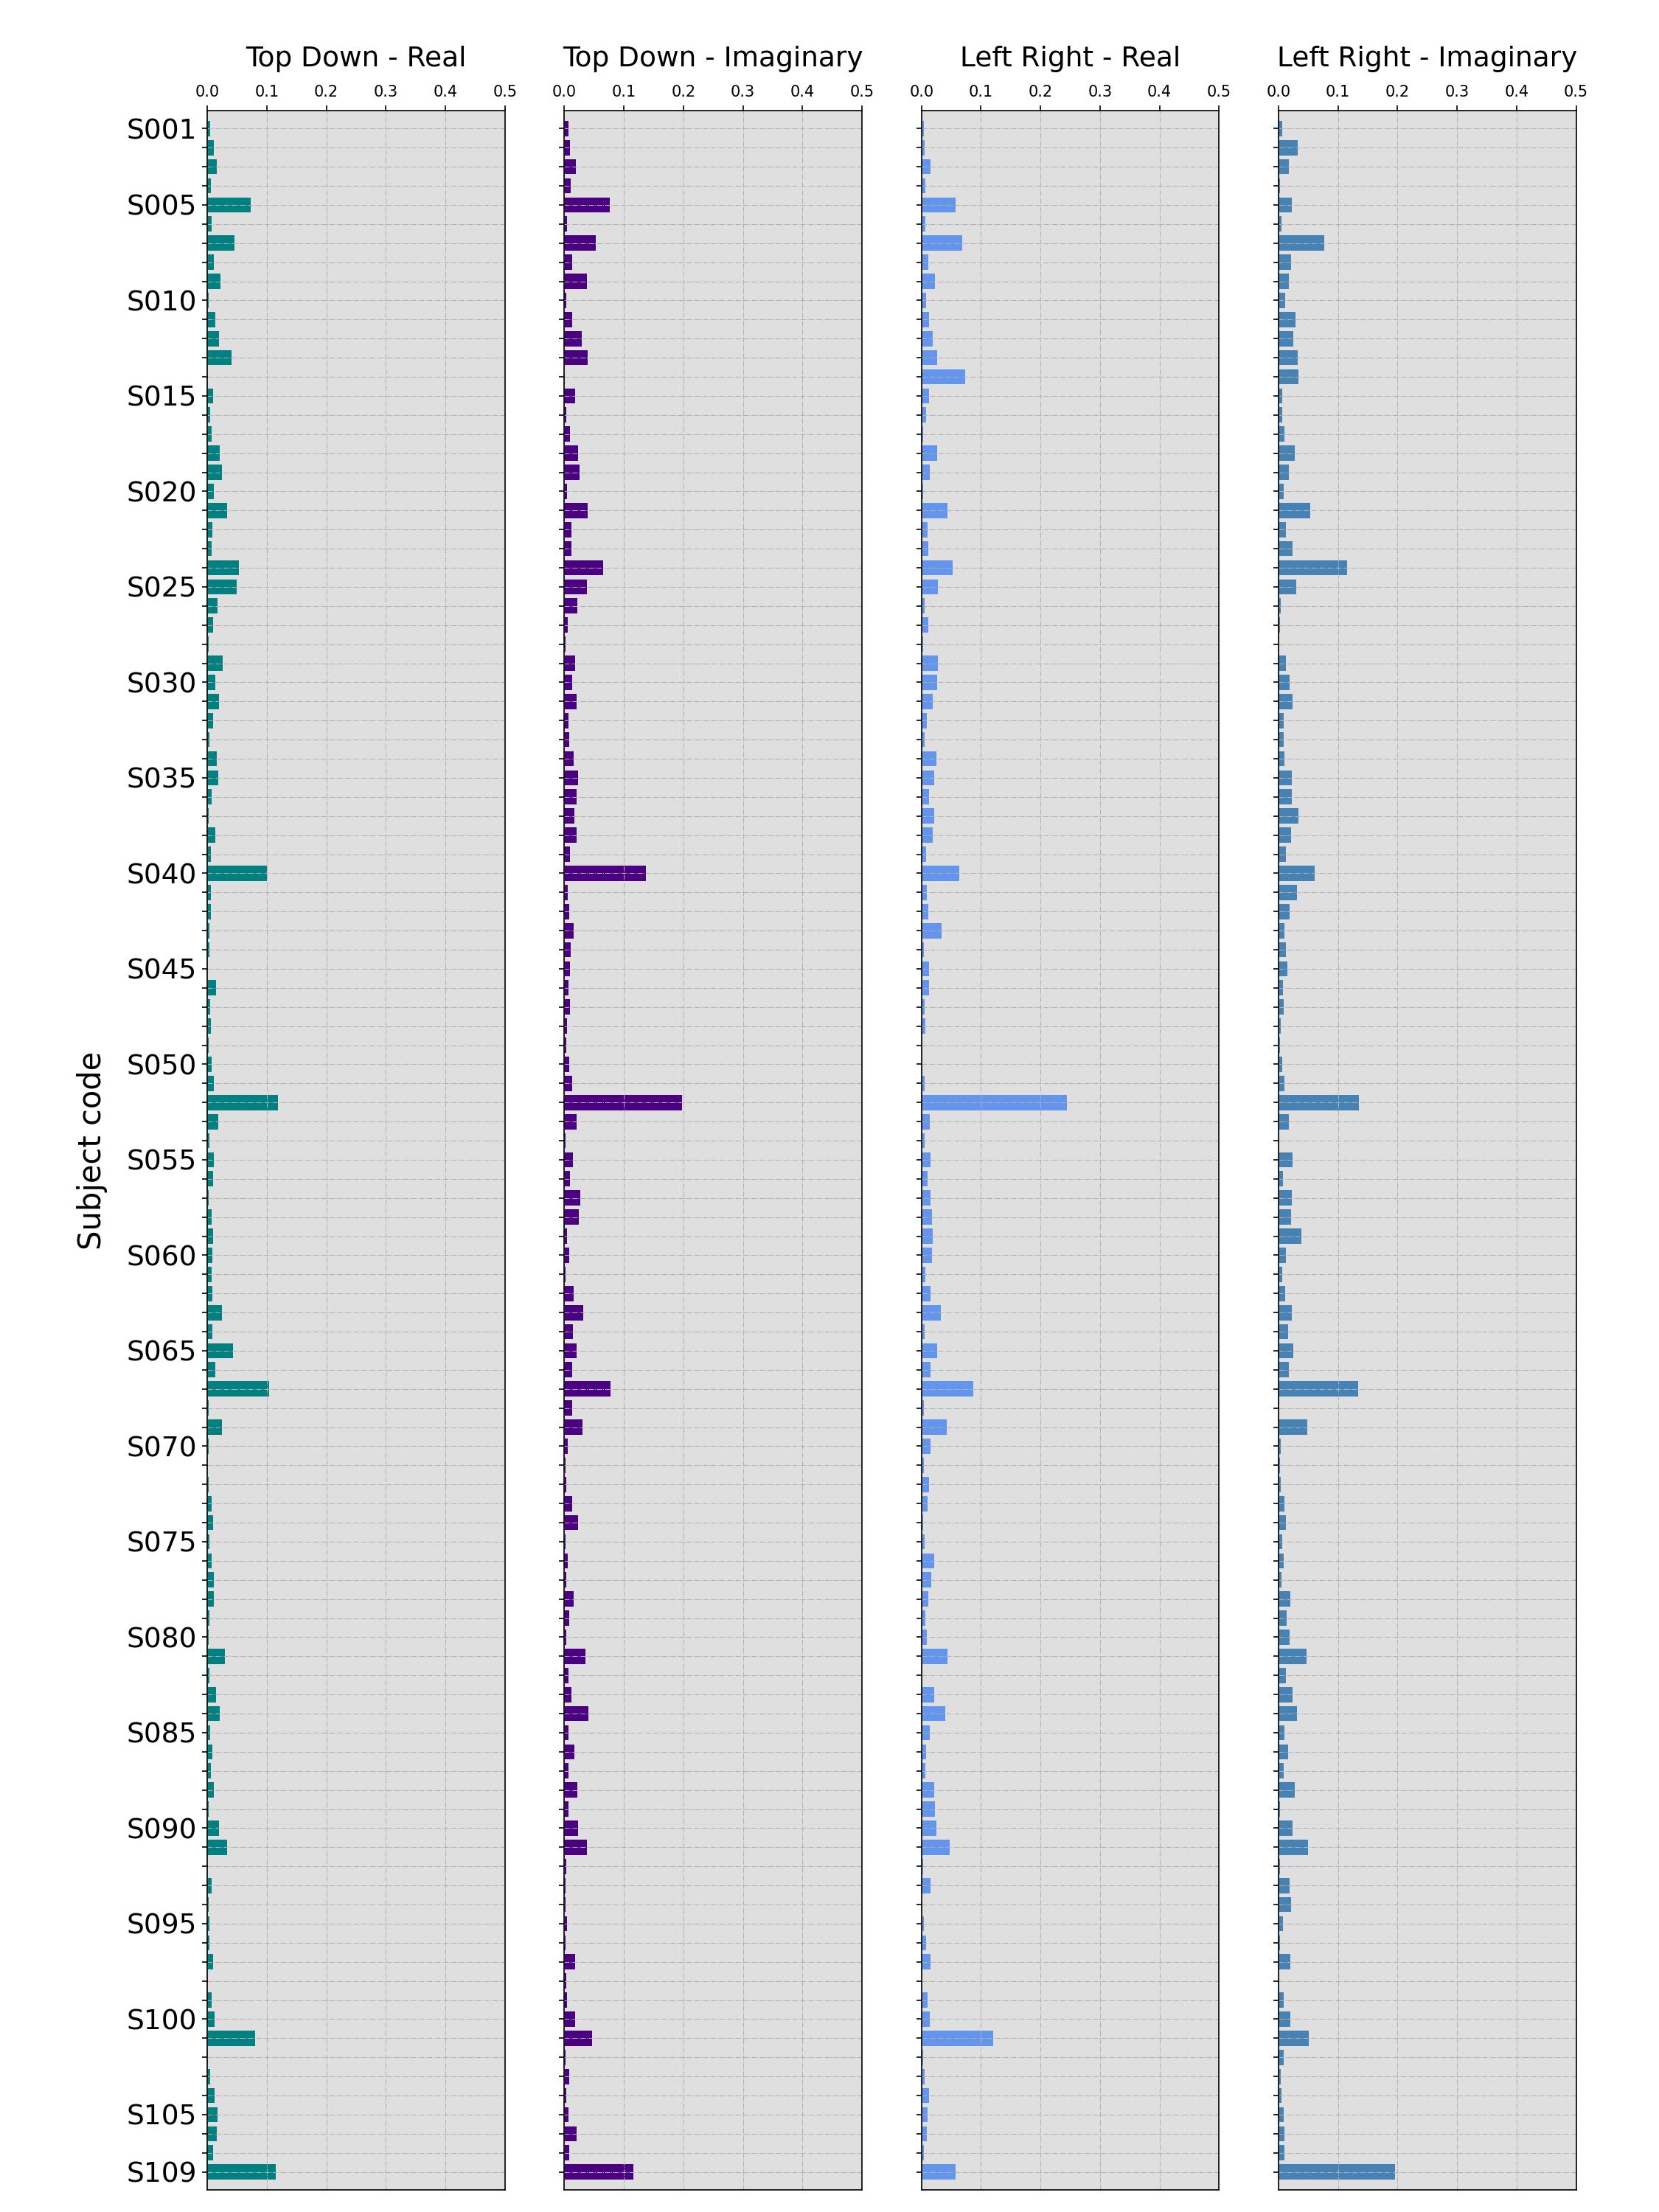 Top Down - Real
Top Down - Imaginary
Left Right - Real
Left Right - Imaginary
0.0 0.1 0.2 0.3 0.4 0.5
0.0 0.1 0.2 0.3 0.4 0.5
0.0 0.1 0.2 0.3 0.4 0.5
0.0 0.1 0.2 0.3 0.4 0.5
Subject code
S001
S005
S010
S015
S020
S025
S030
S035
S040
S045
S050
S055
S060
S065
S070
S075
S080
S085
S090
S095
S100
S105
S109